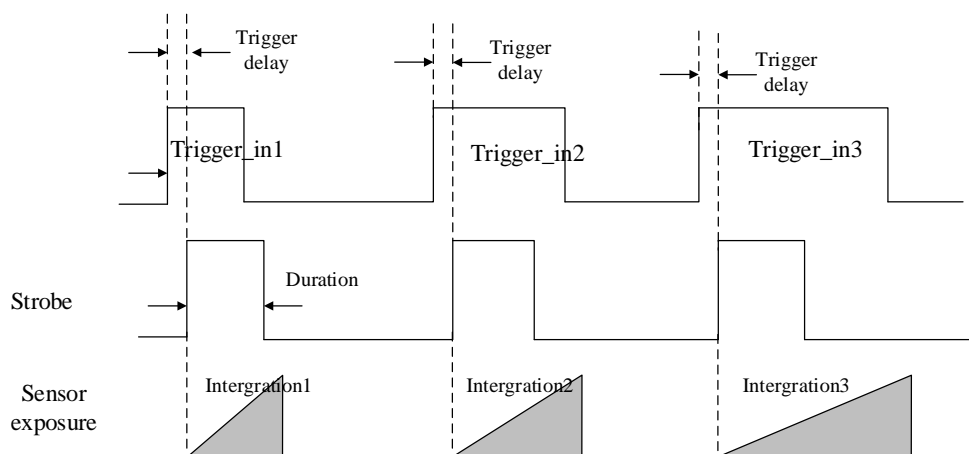 Trigger
delay
Trigger
delay
Trigger
delay
Trigger_in1
Trigger_in2
Trigger_in3
Strobe
Duration
Sensor
exposure
Intergration1
Intergration2
Intergration3